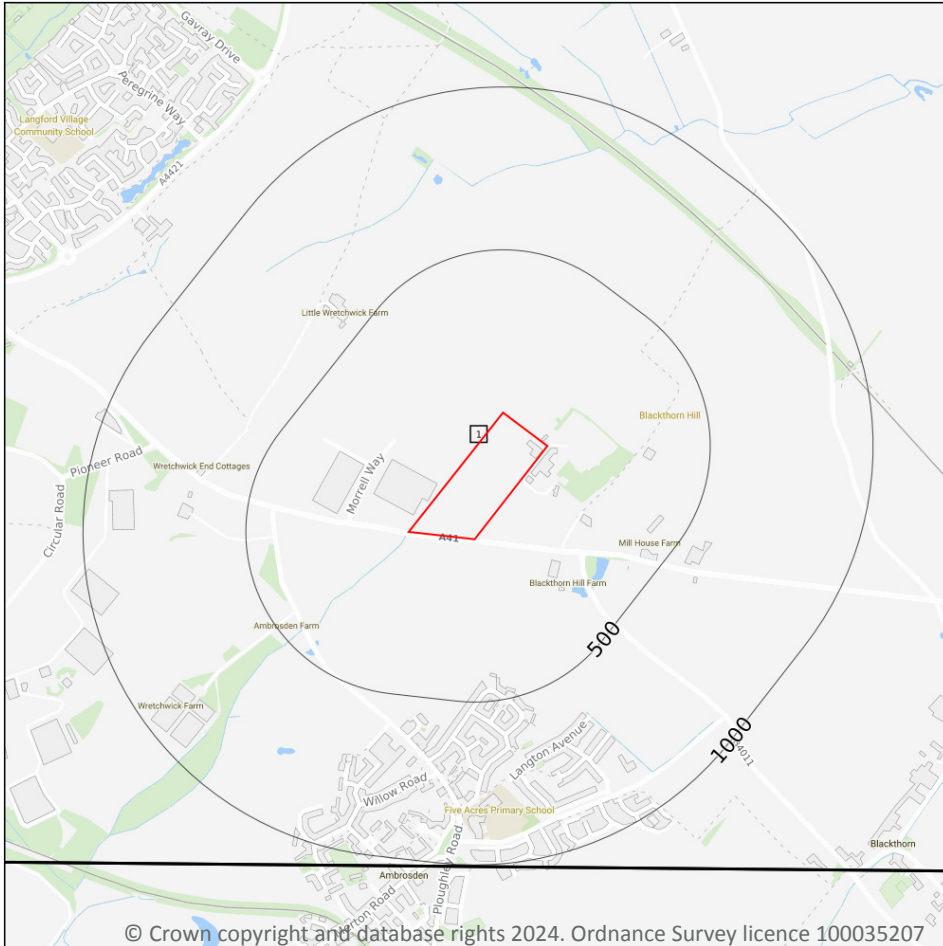 Gavray Drive
Peregrine Way
Langford Village
Community School
A4421
Little Wretchwick Farm
Blackthorn Hill
1
Pioneer Road
Wretchwick End Cottages
Morrell Way
Circular Road
A41
Mill House Farm
Blackthorn Hill Farm
Ambrosden Farm
500
Wretchwick Farm
1000
A4011
Langton Avenue
Willow Road
Five Acres Primary School
Ploughley Road
Blackthorn
Ambrosden
Merton Road
© Crown copyright and database rights 2024. Ordnance Survey licence 100035207